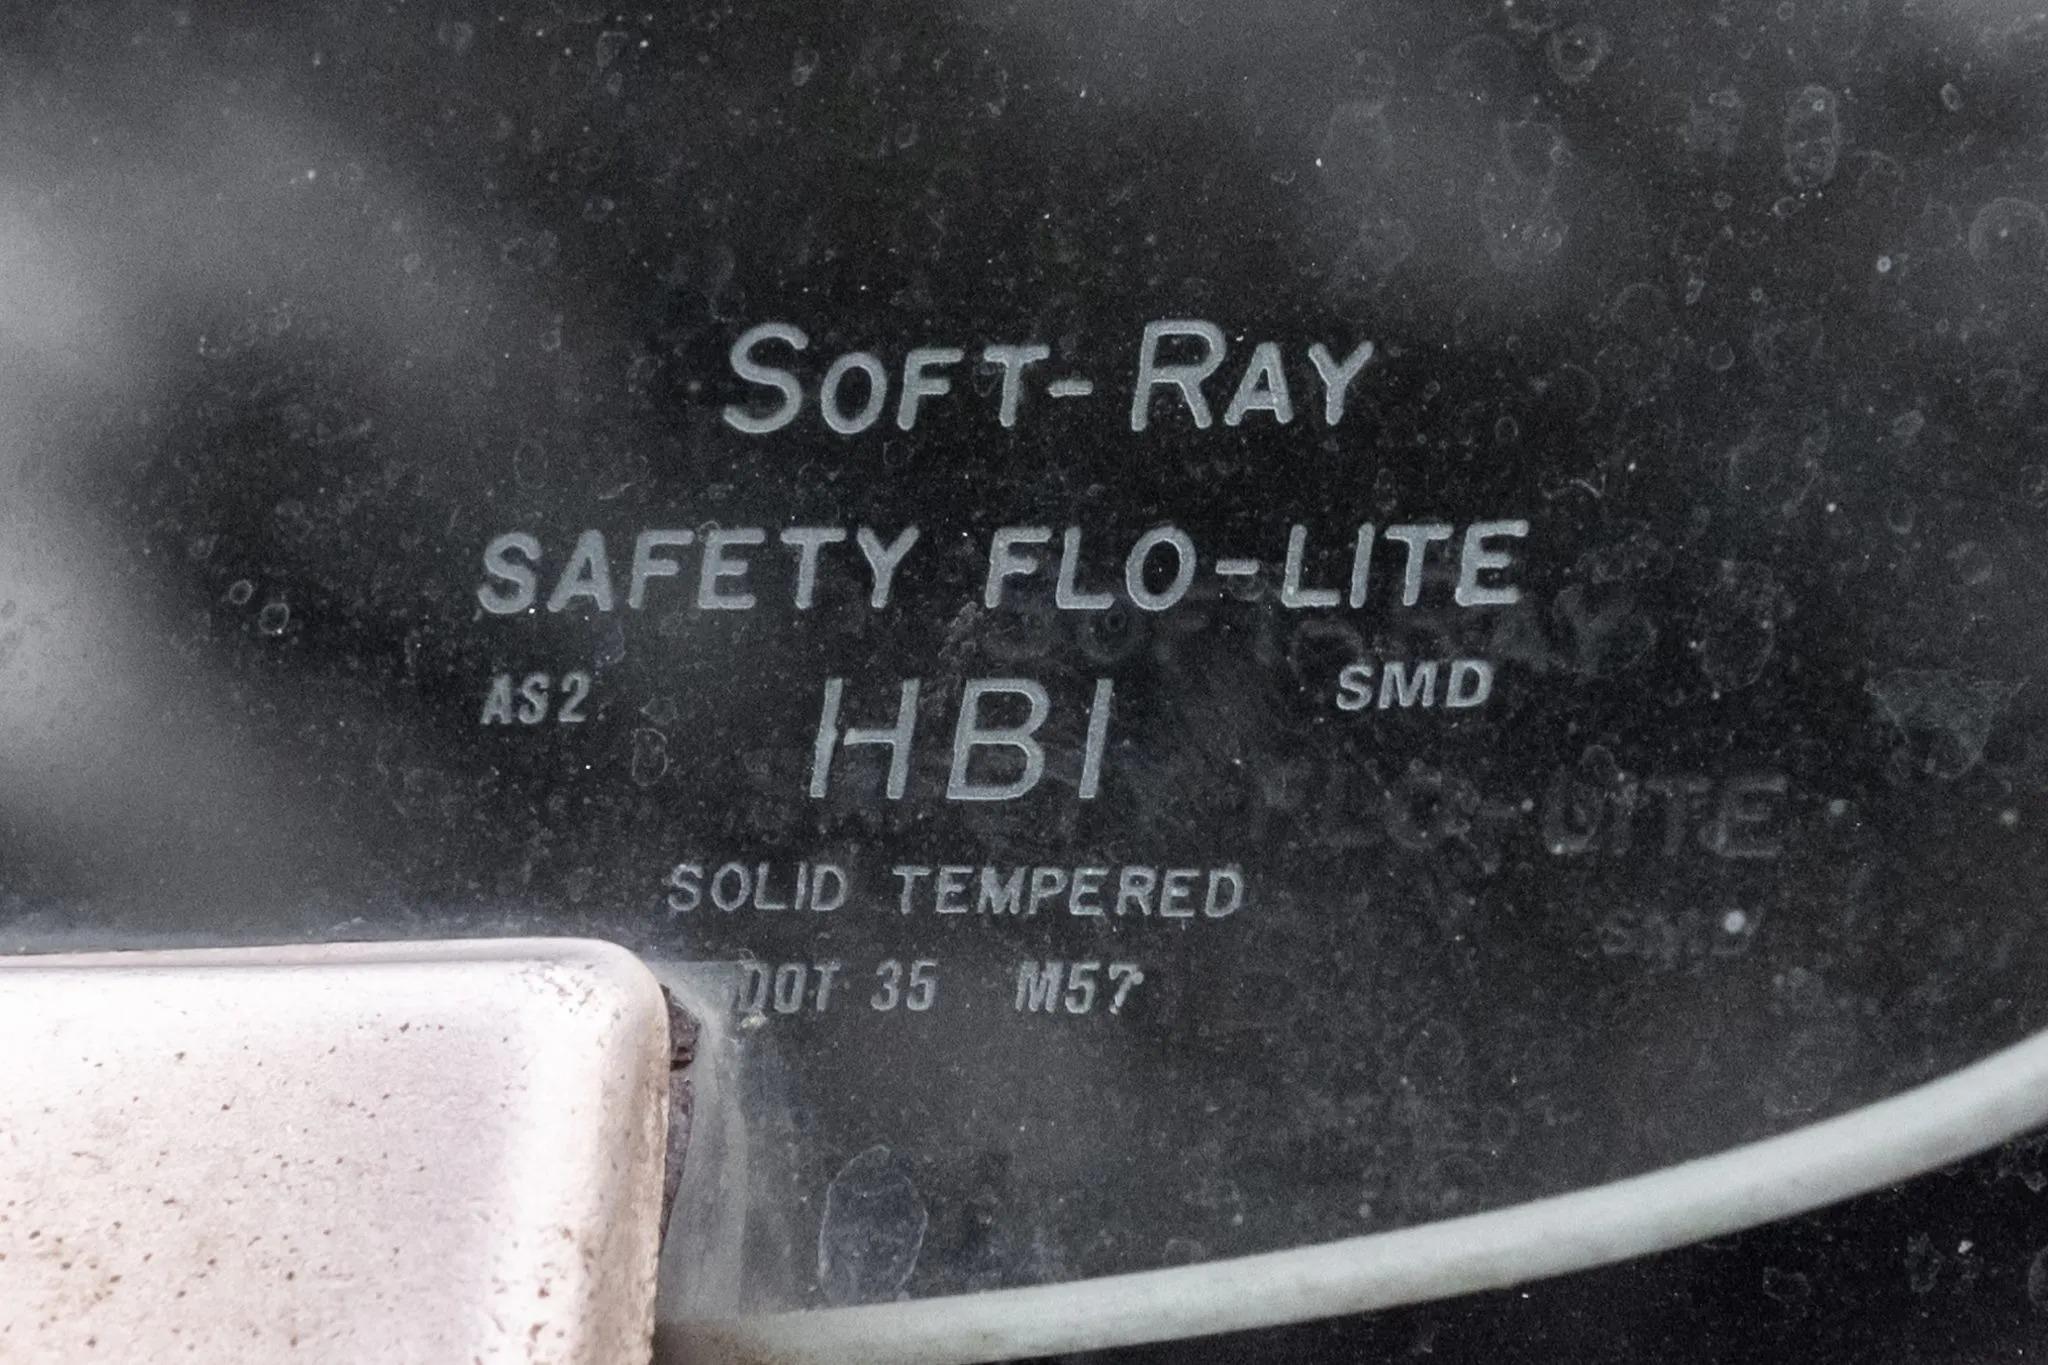 SOFT-RAY
SAFETY FLO-LITE
AS2 HBI SMD
SOLID TEMPERED
DOT 35 M57